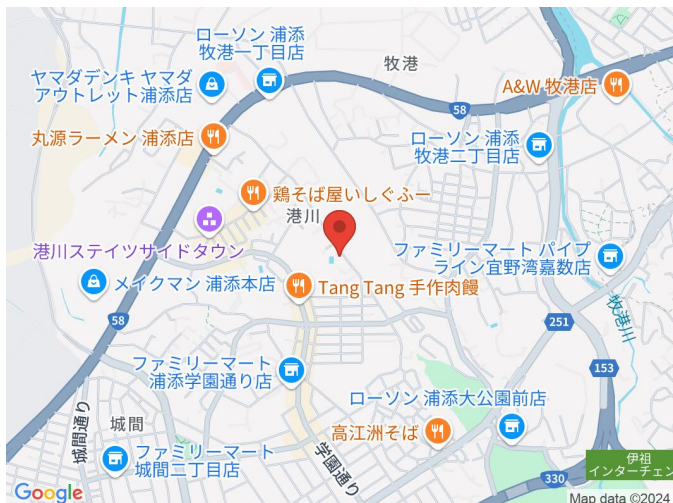 ローソン 浦添
牧港一丁目店
牧港
ヤマダデンキ ヤマダ
アウトレット浦添店
A&W 牧港店
58
丸源ラーメン 浦添店
ローソン 浦添
牧港二丁目店
鶏そば屋いしぐふー
港川
港川ステイツサイドタウン
ファミリーマート パイプ
ライン宜野湾嘉数店
メイクマン 浦添本店
Tang Tang 手作肉饅
牧港川
58
251
153
ファミリーマート
浦添学園通り店
ローソン 浦添大公園前店
城間通り
城間
高江洲そば
学園通り
ファミリーマート
城間二丁目店
伊祖
インターチェン
330
Google
Map data ©2024